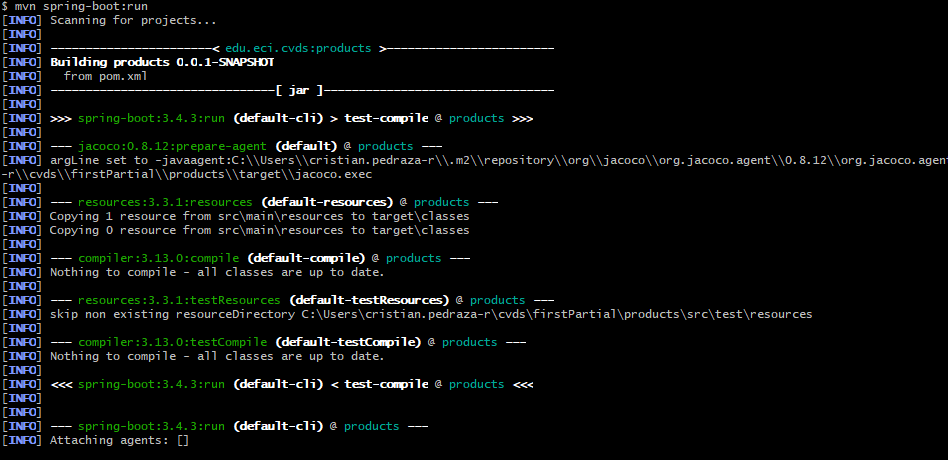 $ mvn spring-boot:run
[INFO] Scanning for projects...
[INFO]
[INFO] -----------------------< edu.eci.cvds:products >------------------------
[INFO] Building products 0.0.1-SNAPSHOT
[INFO]   from pom.xml
[INFO] --------------------------------[ jar ]---------------------------------
[INFO]
[INFO] >>> spring-boot:3.4.3:run (default-cli) > test-compile @ products >>>
[INFO]
[INFO] --- jacoco:0.8.12:prepare-agent (default) @ products ---
[INFO] argLine set to -javaagent:C:\\Users\\cristian.pedraza-r\\.m2\\repository\\org\\jacoco\\org.jacoco.agent\\0.8.12\\org.jacoco.agen
-r\\cvds\\firstPartial\\products\\target\\jacoco.exec
[INFO]
[INFO] --- resources:3.3.1:resources (default-resources) @ products ---
[INFO] Copying 1 resource from src\main\resources to target\classes
[INFO] Copying 0 resource from src\main\resources to target\classes
[INFO]
[INFO] --- compiler:3.13.0:compile (default-compile) @ products ---
[INFO] Nothing to compile - all classes are up to date.
[INFO]
[INFO] --- resources:3.3.1:testResources (default-testResources) @ products ---
[INFO] skip non existing resourceDirectory C:\Users\cristian.pedraza-r\cvds\firstPartial\products\src\test\resources
[INFO]
[INFO] --- compiler:3.13.0:testCompile (default-testCompile) @ products ---
[INFO] Nothing to compile - all classes are up to date.
[INFO]
[INFO] <<< spring-boot:3.4.3:run (default-cli) < test-compile @ products <<<
[INFO]
[INFO]
[INFO] --- spring-boot:3.4.3:run (default-cli) @ products ---
[INFO] Attaching agents: []